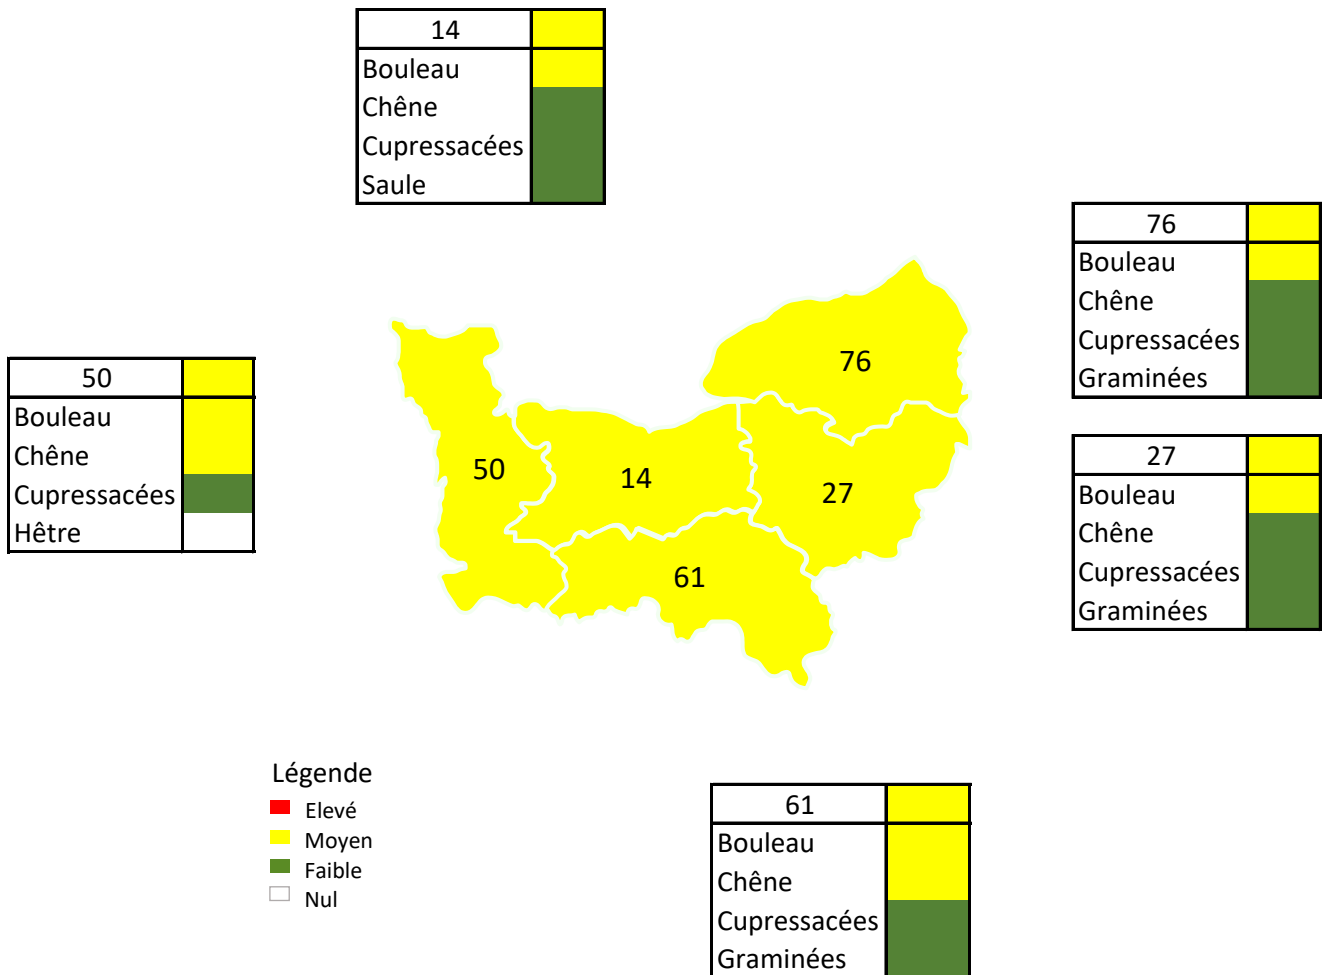 14
Bouleau
Chêne
Cupressacées
Saule
76
Bouleau
Chêne
Cupressacées
Graminées
50
Bouleau
Chêne
Cupressacées
Hêtre
27
Bouleau
Chêne
Cupressacées
Graminées
76
50
14
27
61
Légende
Elevé
Moyen
Faible
Nul
61
Bouleau
Chêne
Cupressacées
Graminées